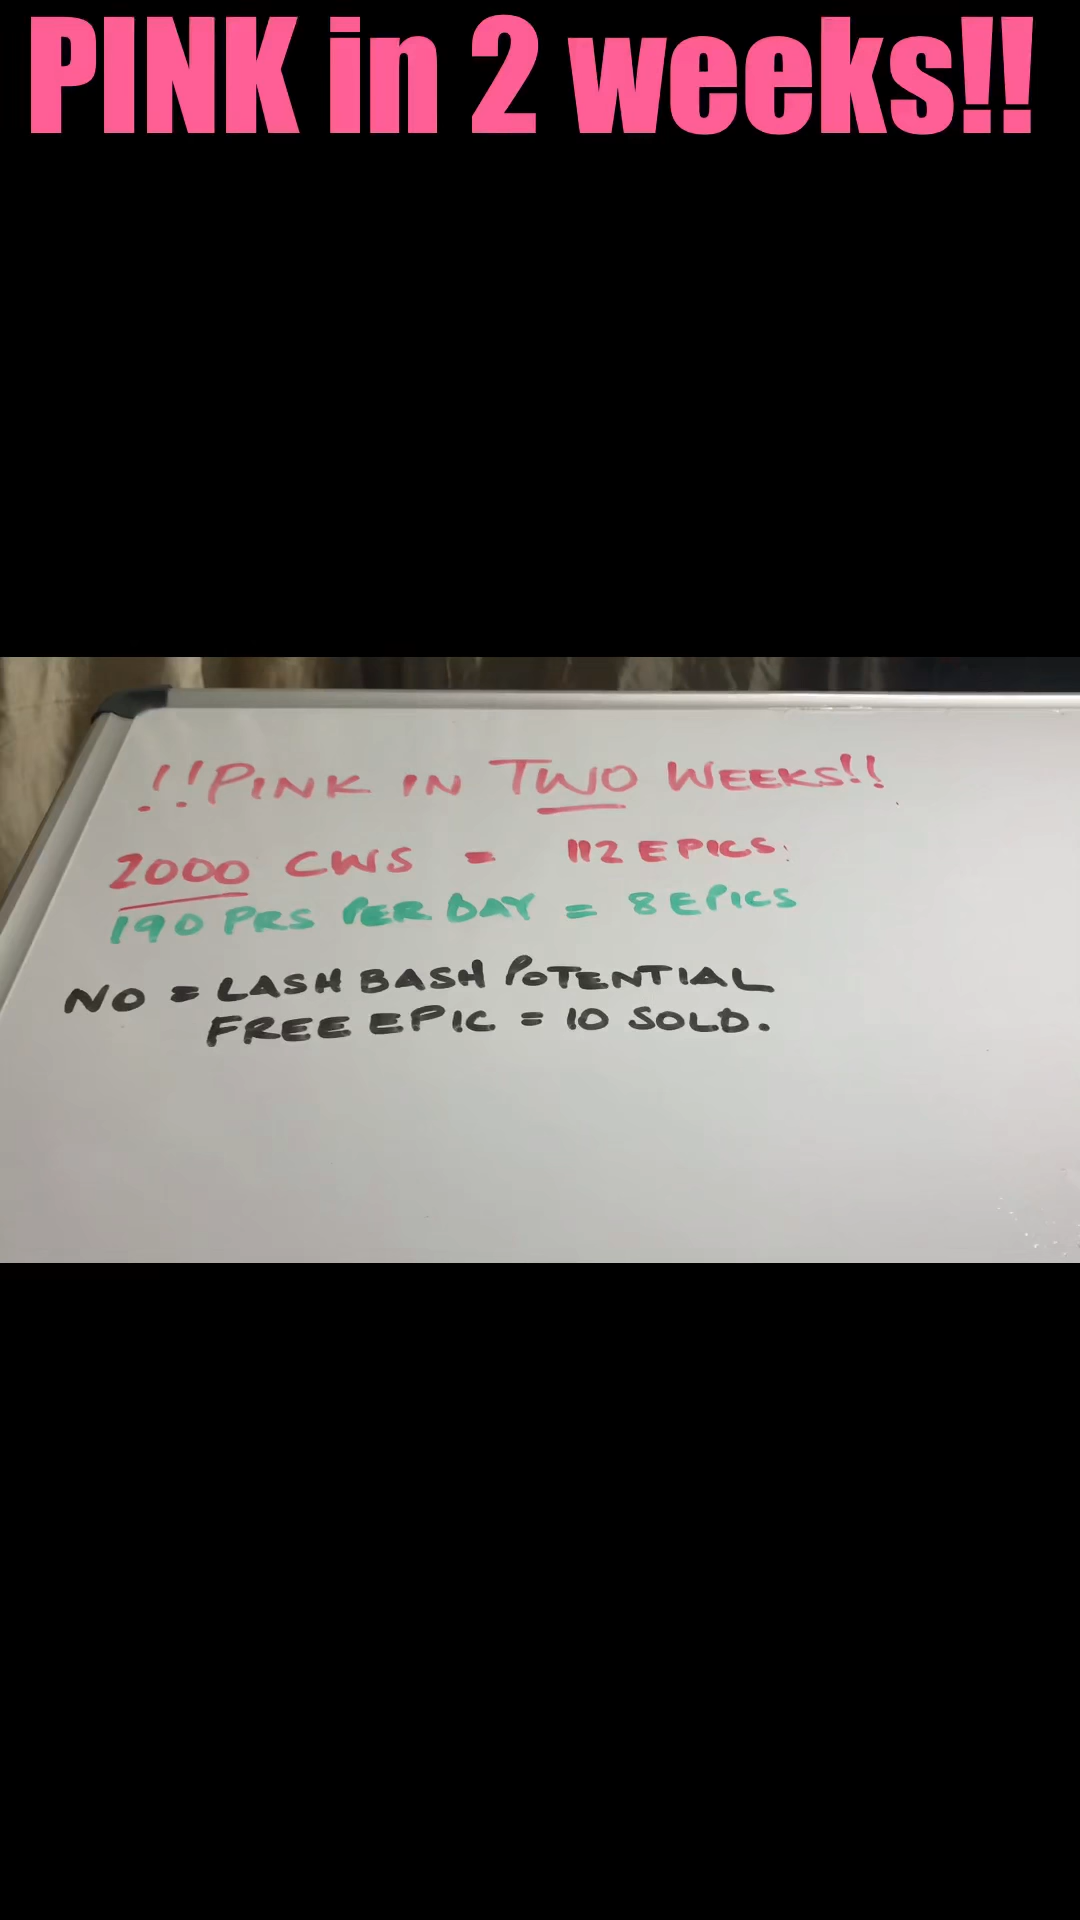 PINK in 2 weeks!!
!!PINK IN TWO WEEKS!!
2000 CWS = 112 EPICS.
190 PRS PER DAY = 8 EPICS
NO = LASH BASH POTENTIAL
FREE EPIC = 10 SOLD.